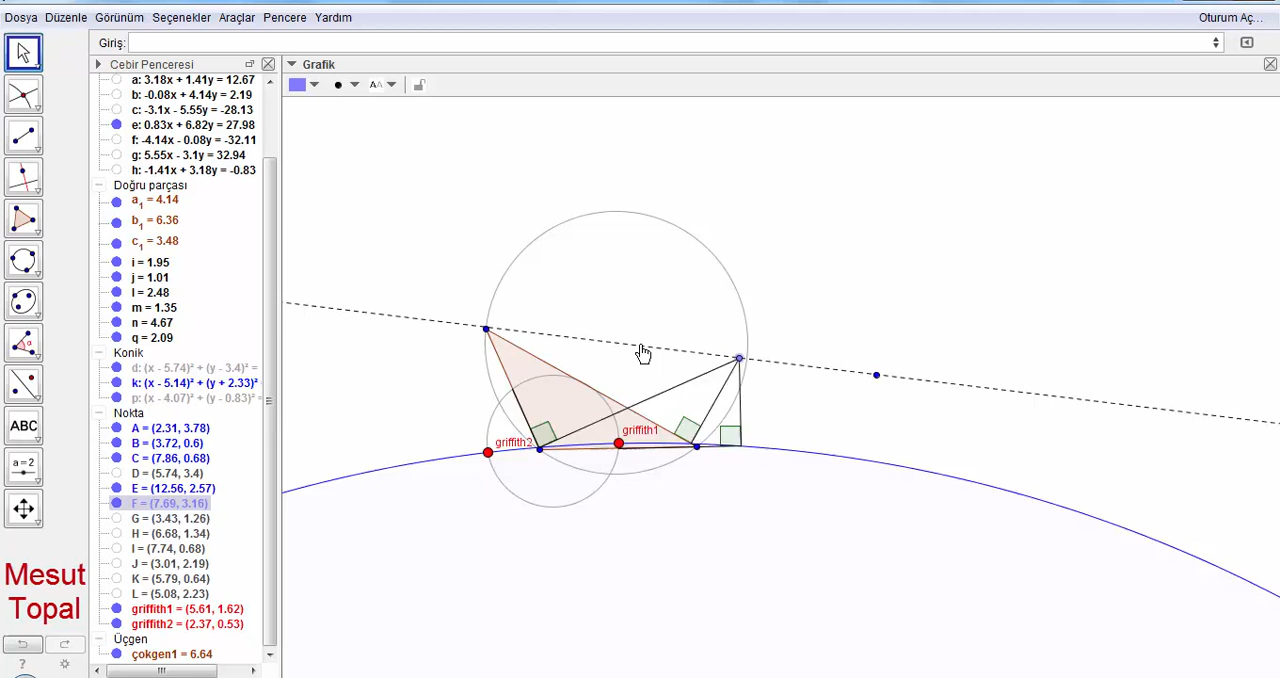 Dosya Düzenle Görünüm Seçenekler Araçlar Pencere Yardım Oturum Aç...
Giriş:
Cebir Penceresi
Grafik
AA
a: 3.18x + 1.41y = 12.67
b: -0.08x + 4.14y = 2.19
c: -3.1x - 5.55y = -28.13
e: 0.83x + 6.82y = 27.98
f: -4.14x - 0.08y = -32.11
g: 5.55x - 3.1y = 32.94
h: -1.41x + 3.18y = -0.83
Doğru parçası
a1 = 4.14
b1 = 6.36
c1 = 3.48
i = 1.95
j = 1.01
l = 2.48
m = 1.35
n = 4.67
q = 2.09
Konik
d: (x - 5.74)² + (y - 3.4)² =
k: (x - 5.14)² + (y + 2.33)²
p: (x - 4.07)² + (y - 0.83)² =
Nokta
A = (2.31, 3.78)
B = (3.72, 0.6)
C = (7.86, 0.68)
D = (5.74, 3.4)
E = (12.56, 2.57)
F = (7.69, 3.16)
G = (3.43, 1.26)
H = (6.68, 1.34)
I = (7.74, 0.68)
J = (3.01, 2.19)
K = (5.79, 0.64)
L = (5.08, 2.23)
griffith1 = (5.61, 1.62)
griffith2 = (2.37, 0.53)
Üçgen
çokgen1 = 6.64
griffith1
griffith2
α
ABC
a=2
Mesut
Topal
?